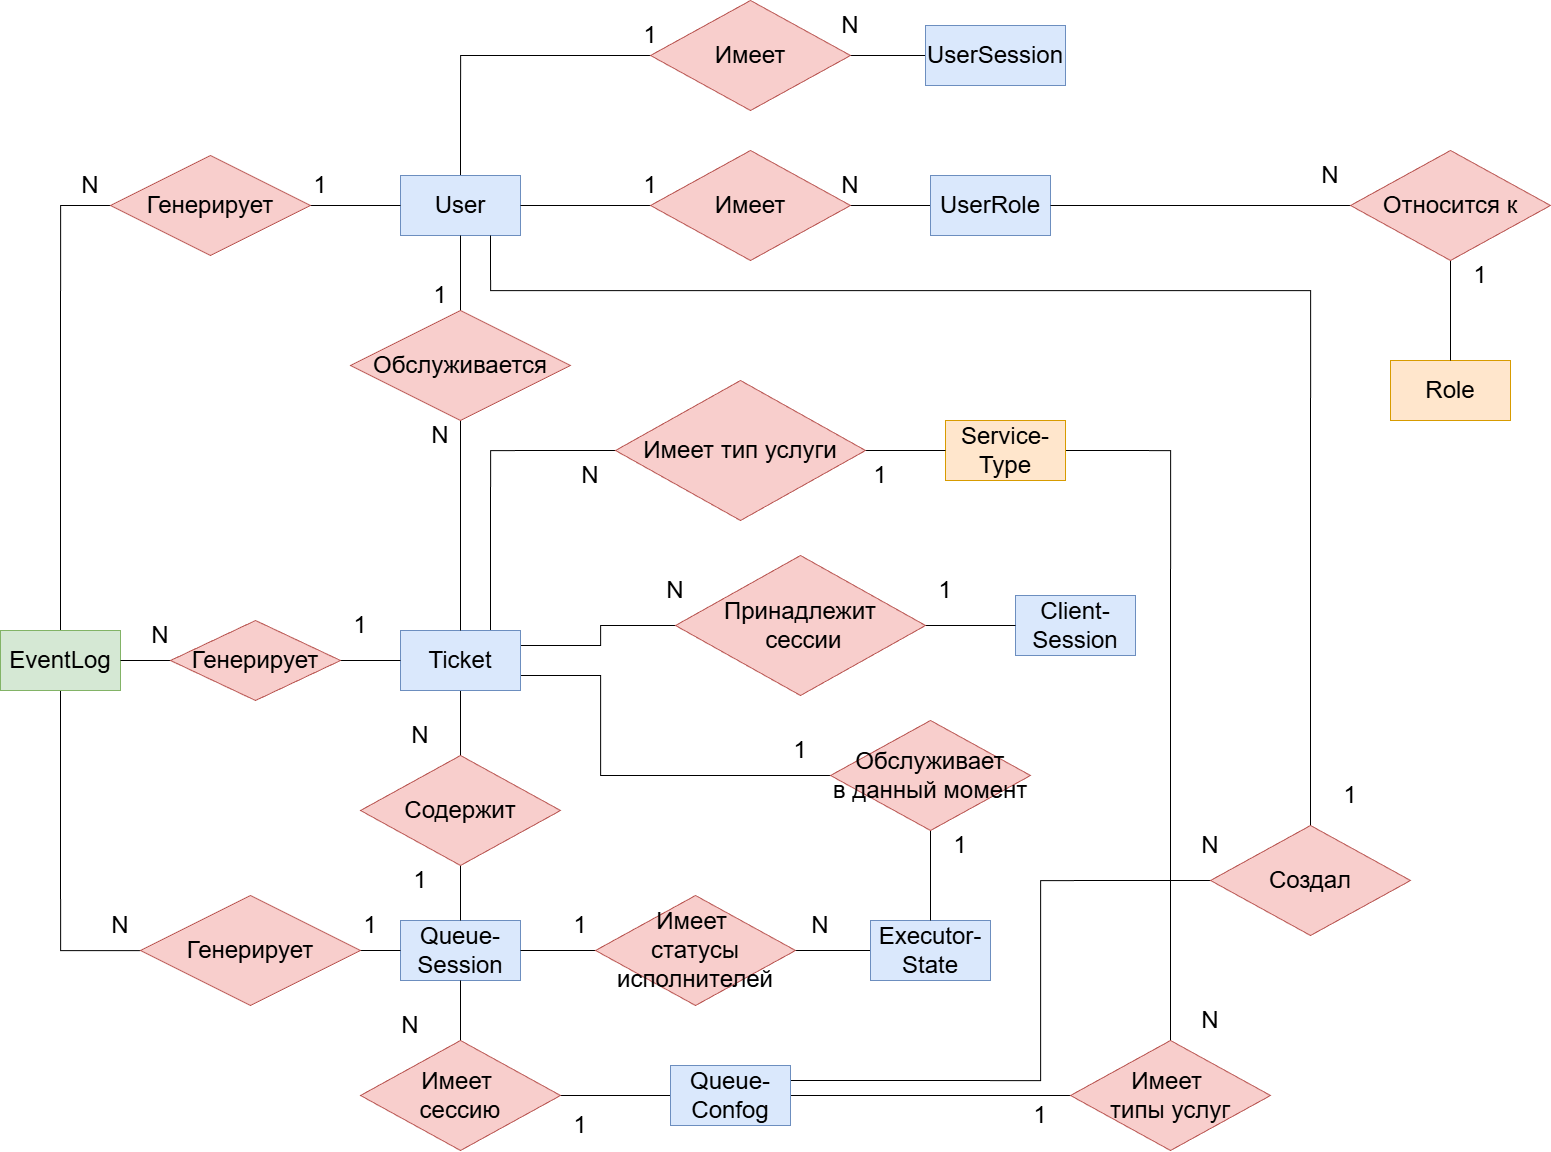 1
Имеет
N
UserSession
N
Генерирует
1
User
1
Имеет
N
UserRole
N
Относится к
1
Role
1
Обслуживается
N
N
Имеет тип услуги
1
Service-
Type
EventLog
N
Генерирует
1
Ticket
N
Принадлежит
сессии
1
Client-
Session
N
Содержит
1
1
Обслуживает
в данный момент
1
1
N
Создал
N
Генерирует
1
Queue-
Session
1
Имеет
статусы
исполнителей
N
Executor-
State
N
Имеет
сессию
1
Queue-
Confog
1
N
Имеет
типы услуг